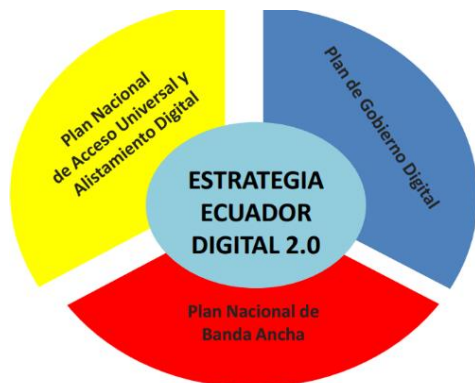 Plan Nacional
de Acceso Universal y
Alistamiento Digital
Plan de Gobierno Digital
ESTRATEGIA
ECUADOR
DIGITAL 2.0
Plan Nacional de
Banda Ancha